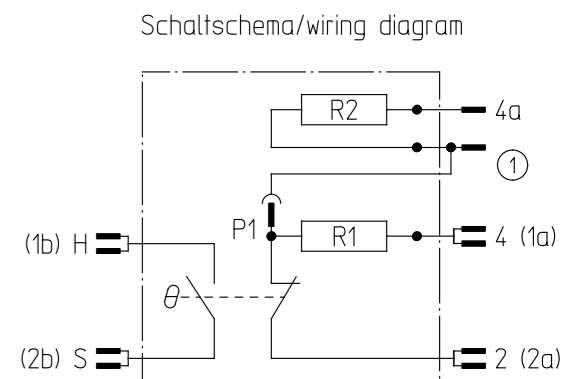 Schaltschema/wiring diagram
R2
4a
1
P1
R1
4 (1a)
(1b) H
θ
(2b) S
2 (2a)